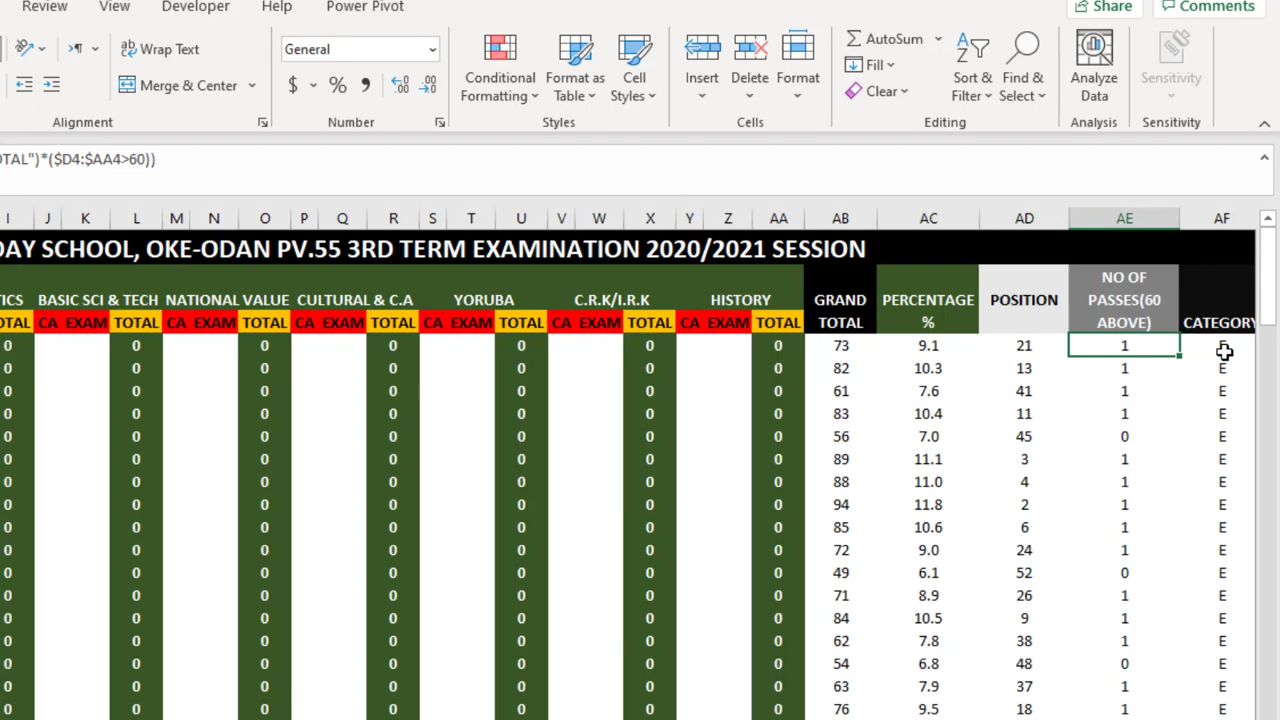 Review View Developer Help Power Pivot
Share Comments
Wrap Text General AutoSum
Conditional Format as Cell Insert Delete Format Fill Sort & Find & Analyze Sensitivity
$ % Merge & Center Formatting Table Styles Clear Filter Select Data
Alignment Number Styles Cells Editing Analysis Sensitivity
OTAL")*($D4:$AA4>60))
I J K L M N O P Q R S T U V W X Y Z AA AB AC AD AE AF
DAY SCHOOL, OKE-ODAN PV.55 3RD TERM EXAMINATION 2020/2021 SESSION
TICS BASIC SCI & TECH NATIONAL VALUE CULTURAL & C.A YORUBA C.R.K/I.R.K HISTORY GRAND PERCENTAGE POSITION NO OF PASSES(60
OTAL CA EXAM TOTAL CA EXAM TOTAL CA EXAM TOTAL CA EXAM TOTAL CA EXAM TOTAL CA EXAM TOTAL TOTAL % ABOVE) CATEGORY
0 0 0 0 0 0 0 73 9.1 21 1 E
0 0 0 0 0 0 0 82 10.3 13 1 E
0 0 0 0 0 0 0 61 7.6 41 1 E
0 0 0 0 0 0 0 83 10.4 11 1 E
0 0 0 0 0 0 0 56 7.0 45 0 E
0 0 0 0 0 0 0 89 11.1 3 1 E
0 0 0 0 0 0 0 88 11.0 4 1 E
0 0 0 0 0 0 0 94 11.8 2 1 E
0 0 0 0 0 0 0 85 10.6 6 1 E
0 0 0 0 0 0 0 72 9.0 24 1 E
0 0 0 0 0 0 0 49 6.1 52 0 E
0 0 0 0 0 0 0 71 8.9 26 1 E
0 0 0 0 0 0 0 84 10.5 9 1 E
0 0 0 0 0 0 0 62 7.8 38 1 E
0 0 0 0 0 0 0 54 6.8 48 0 E
0 0 0 0 0 0 0 63 7.9 37 1 E
0 0 0 0 0 0 0 76 9.5 18 1 E